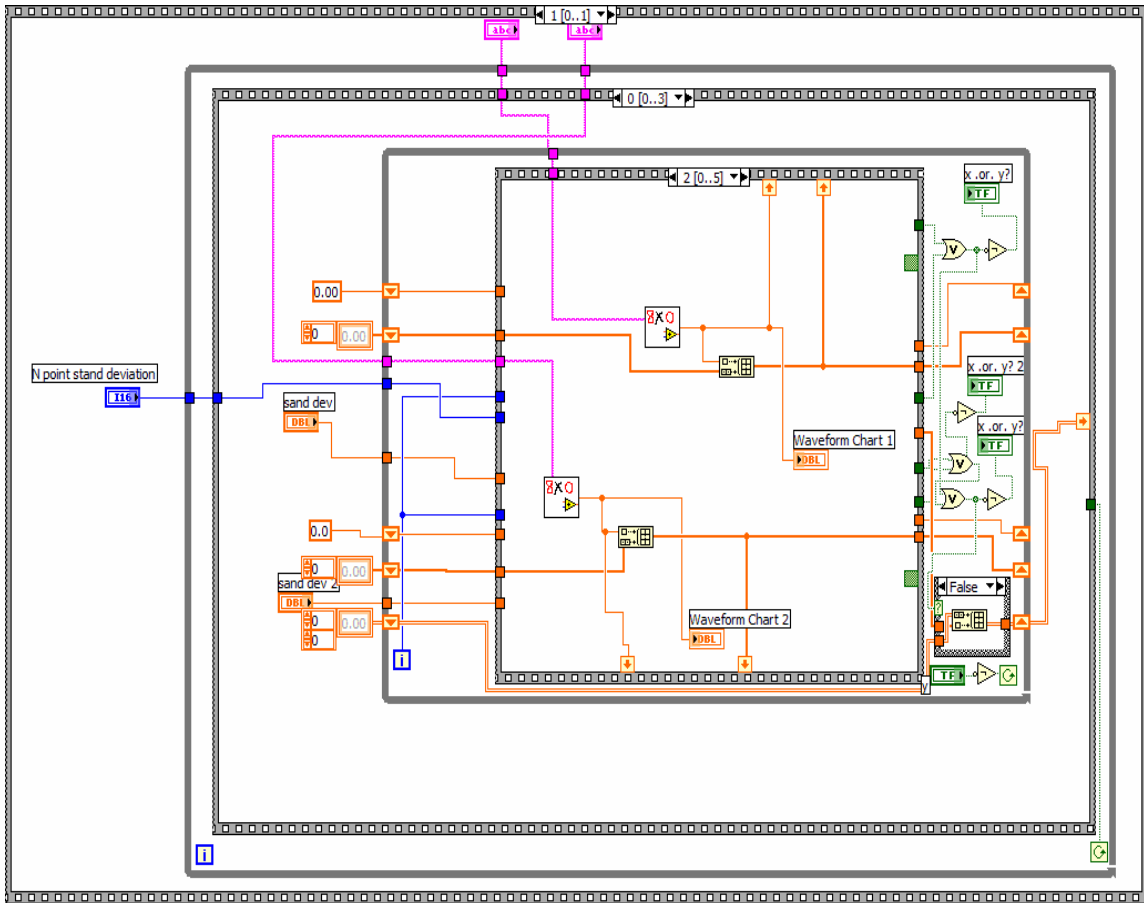 1 [0..1]
abc
abc
0 [0..3]
2 [0..5]
x .or. y?
TF
0.00
8XO
0
0.00
x .or. y? 2
N point stand deviation
TF
I16
sand dev
x .or. y?
DBL
Waveform Chart 1
TF
DBL
8XO
0.0
0
0.00
sand dev 2
False
DBL
?
0
0.00
Waveform Chart 2
0
DBL
i
TF
y
i